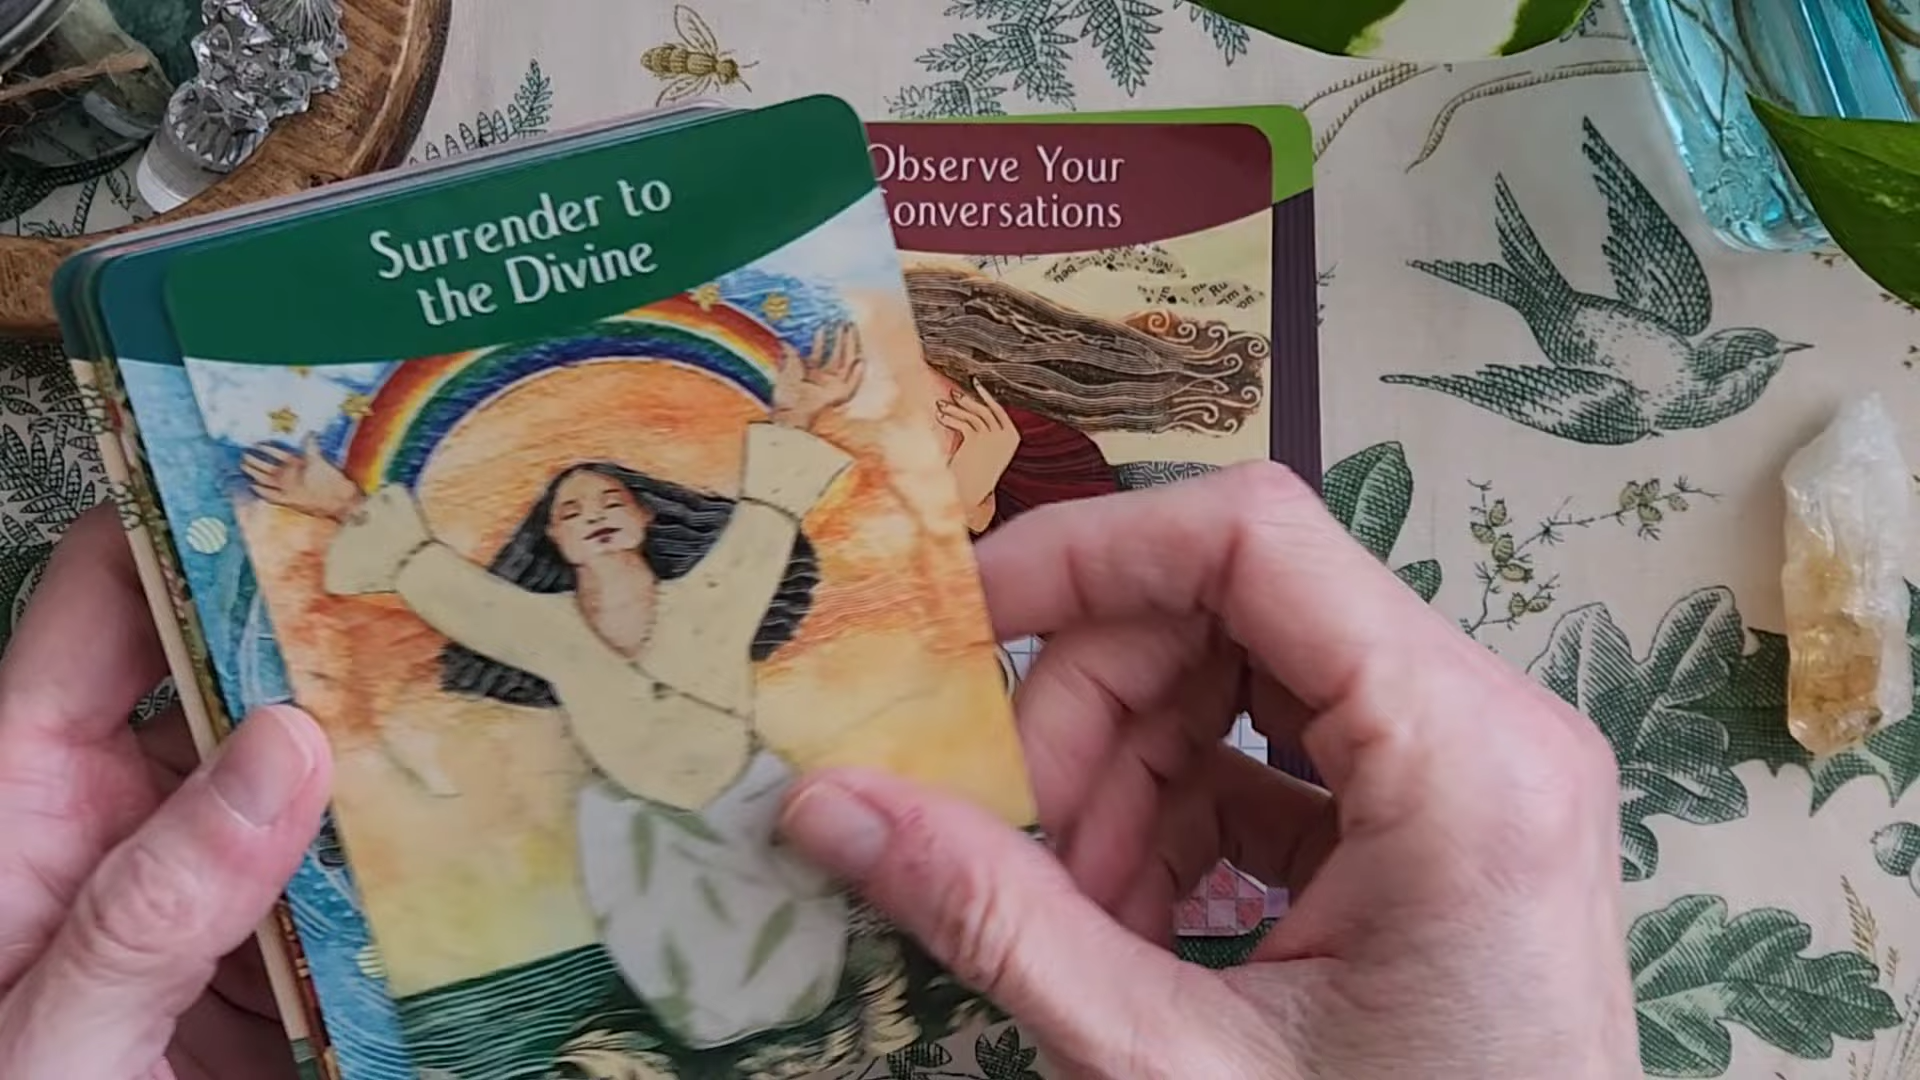 Surrender to
the Divine
Observe Your
Conversations